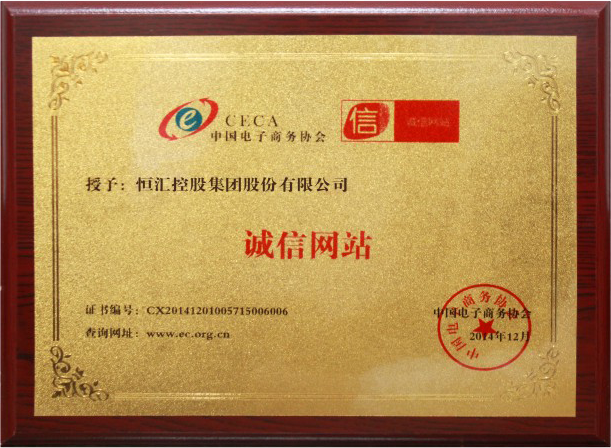 CECA
中国电子商务协会
信 诚信网站
授予：恒汇控股集团股份有限公司
诚信网站
证书编号：CX20141201005715006006
中国电子商务协会
查询网址：www.ec.org.cn
2014年12月
中国电子商务协会